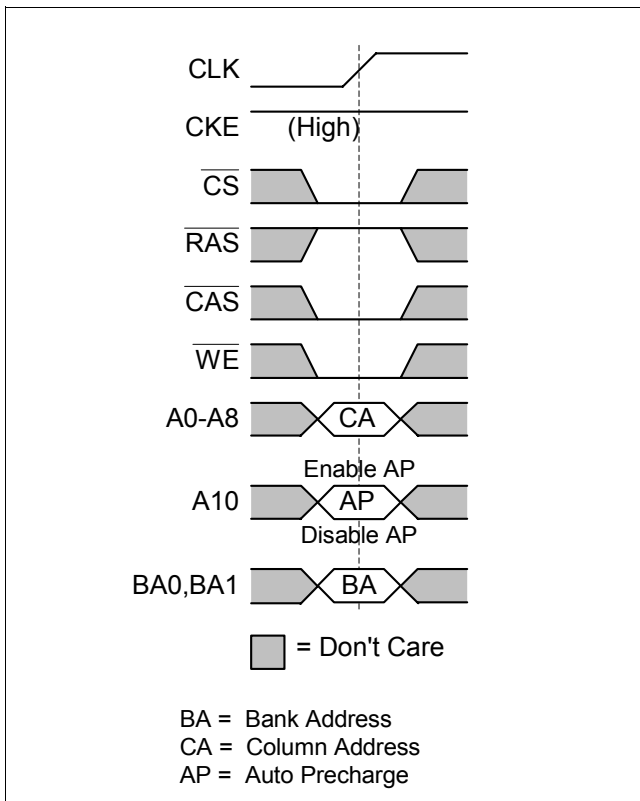 CLK
CKE (High)
CS
RAS
CAS
WE
A0-A8 CA
Enable AP
A10 AP
Disable AP
BA0,BA1 BA
= Don't Care
BA = Bank Address
CA = Column Address
AP = Auto Precharge